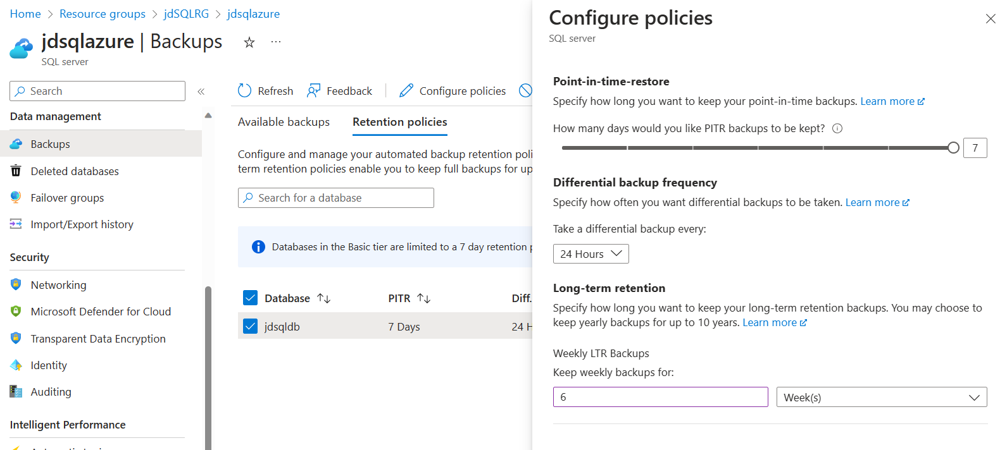 Home > Resource groups > jdSQLRG > jdsqlazure
jdsqlazure | Backups
SQL server
Search
Data management
Backups
Deleted databases
Failover groups
Import/Export history
Security
Networking
Microsoft Defender for Cloud
Transparent Data Encryption
Identity
Auditing
Intelligent Performance
Refresh
Feedback
Configure policies
Available backups
Retention policies
Configure and manage your automated backup retention poli
term retention policies enable you to keep full backups for up
Search for a database
Databases in the Basic tier are limited to a 7 day retention p
Database PITR Diff.
jdsqldb 7 Days 24 H
Configure policies
SQL server
Point-in-time-restore
Specify how long you want to keep your point-in-time backups. Learn more
How many days would you like PITR backups to be kept?
7
Differential backup frequency
Specify how often you want differential backups to be taken. Learn more
Take a differential backup every:
24 Hours
Long-term retention
Specify how long you want to keep your long-term retention backups. You may choose to
keep yearly backups for up to 10 years. Learn more
Weekly LTR Backups
Keep weekly backups for:
6
Week(s)